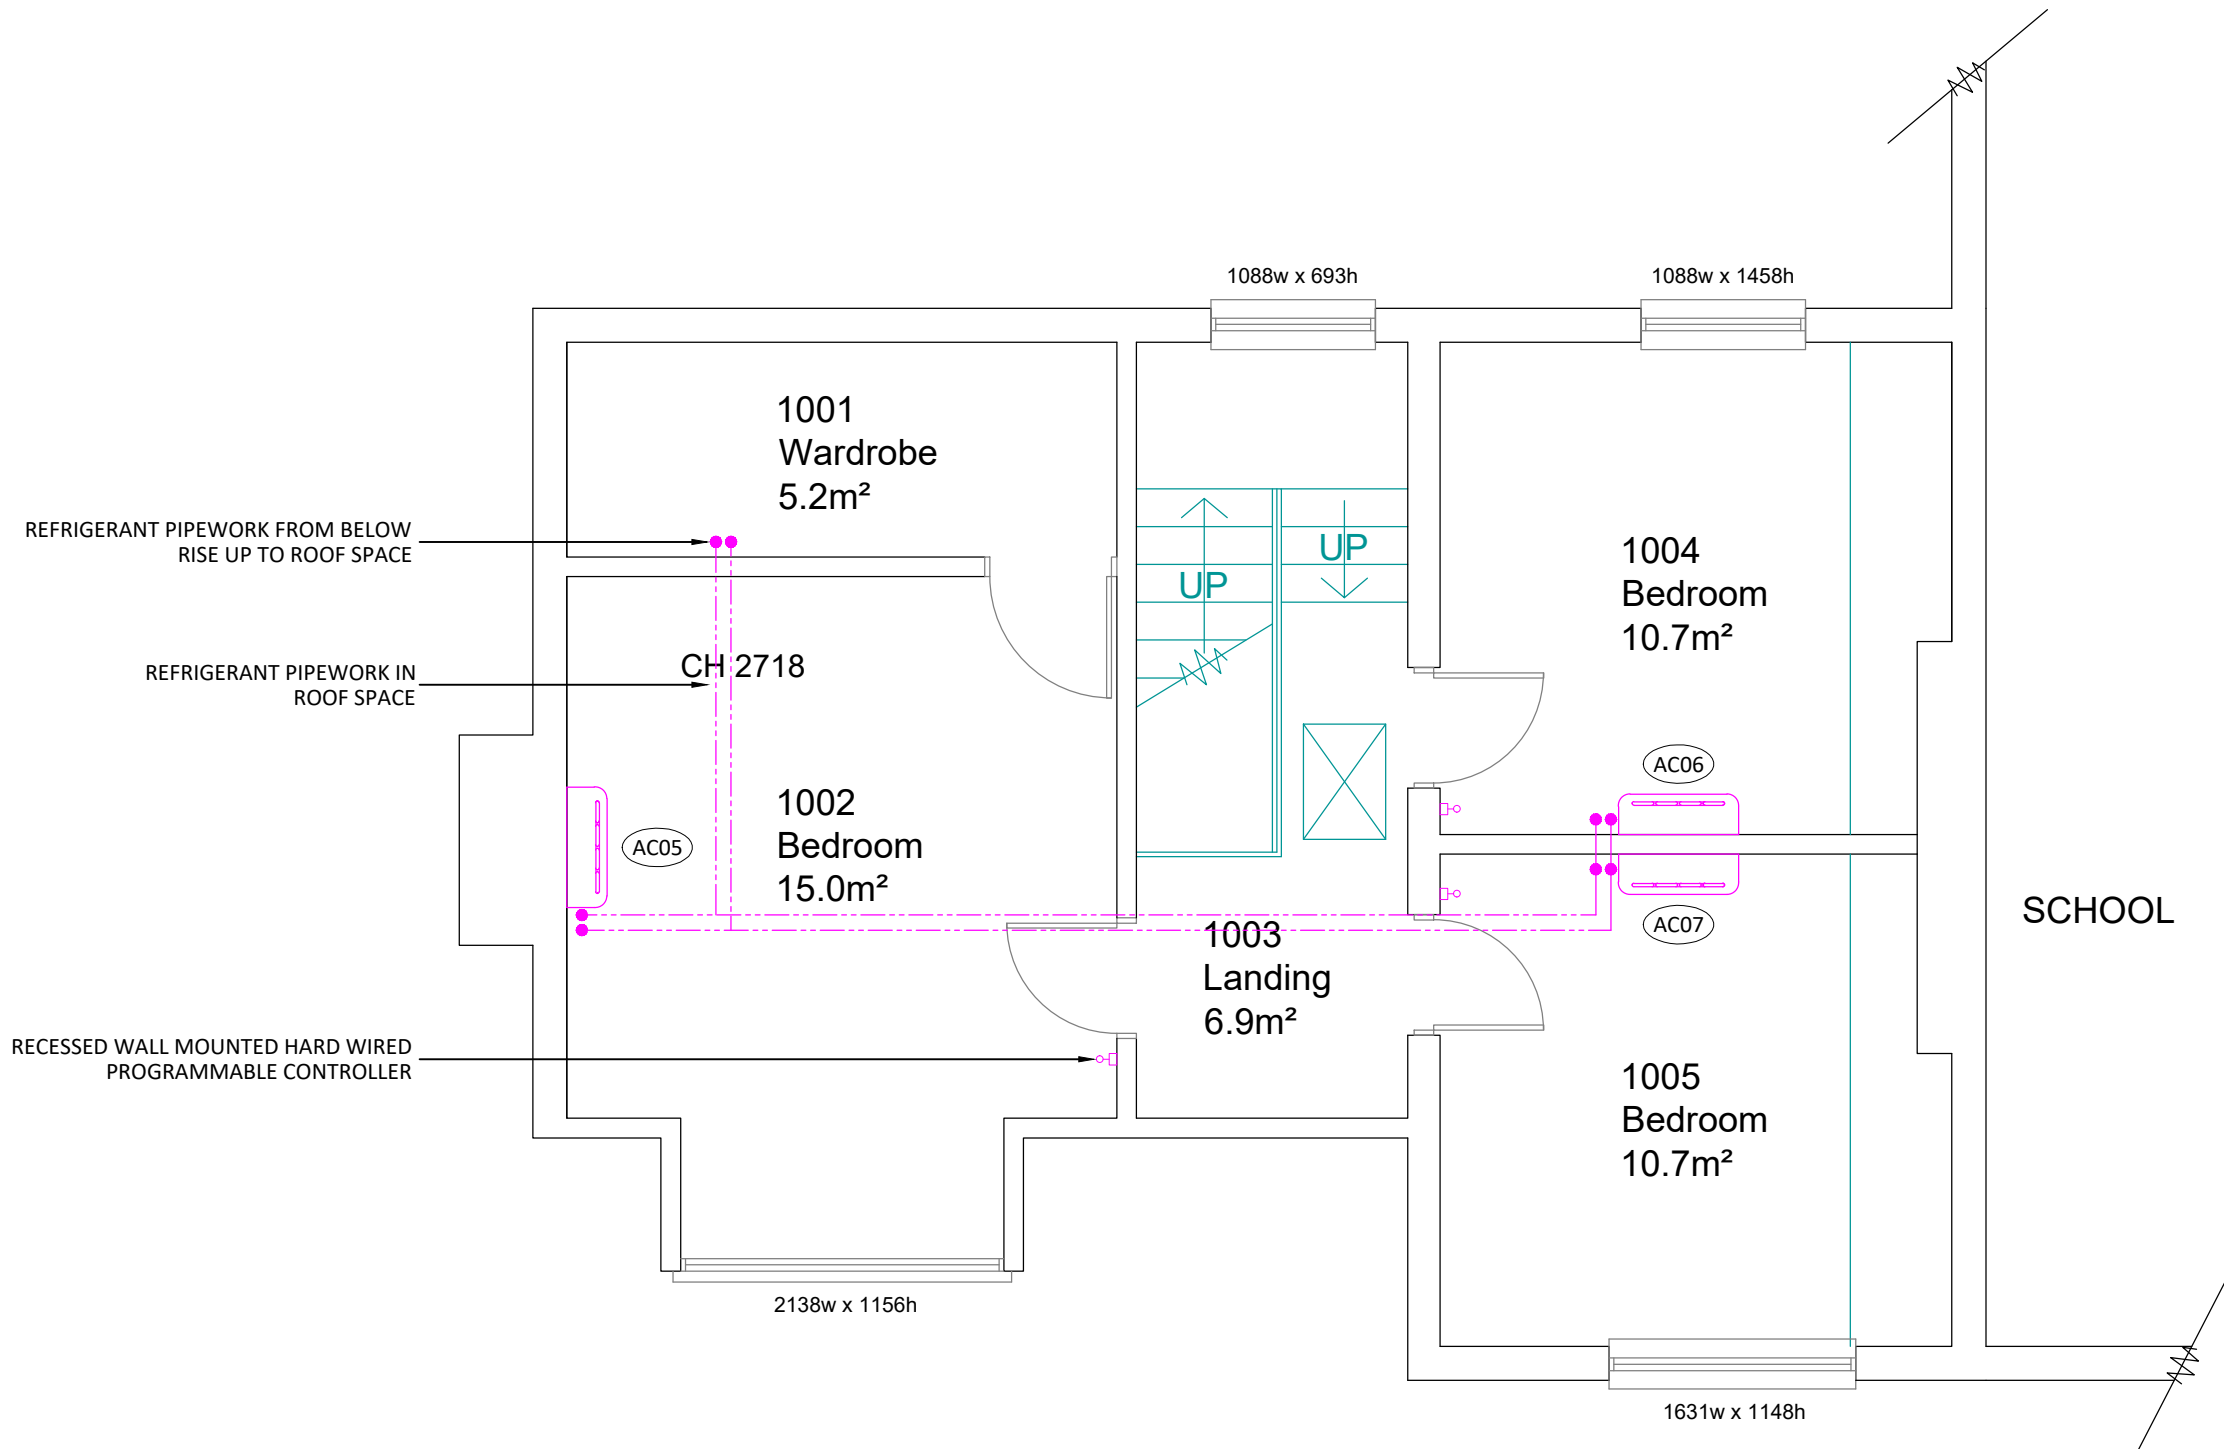 1088w x 693h
1088w x 1458h
1001
Wardrobe
5.2m²
REFRIGERANT PIPEWORK FROM BELOW
RISE UP TO ROOF SPACE
UP
UP
1004
Bedroom
10.7m²
CH 2718
REFRIGERANT PIPEWORK IN
ROOF SPACE
AC06
1002
Bedroom
15.0m²
AC05
AC07
SCHOOL
1003
Landing
6.9m²
RECESSED WALL MOUNTED HARD WIRED
PROGRAMMABLE CONTROLLER
1005
Bedroom
10.7m²
2138w x 1156h
1631w x 1148h